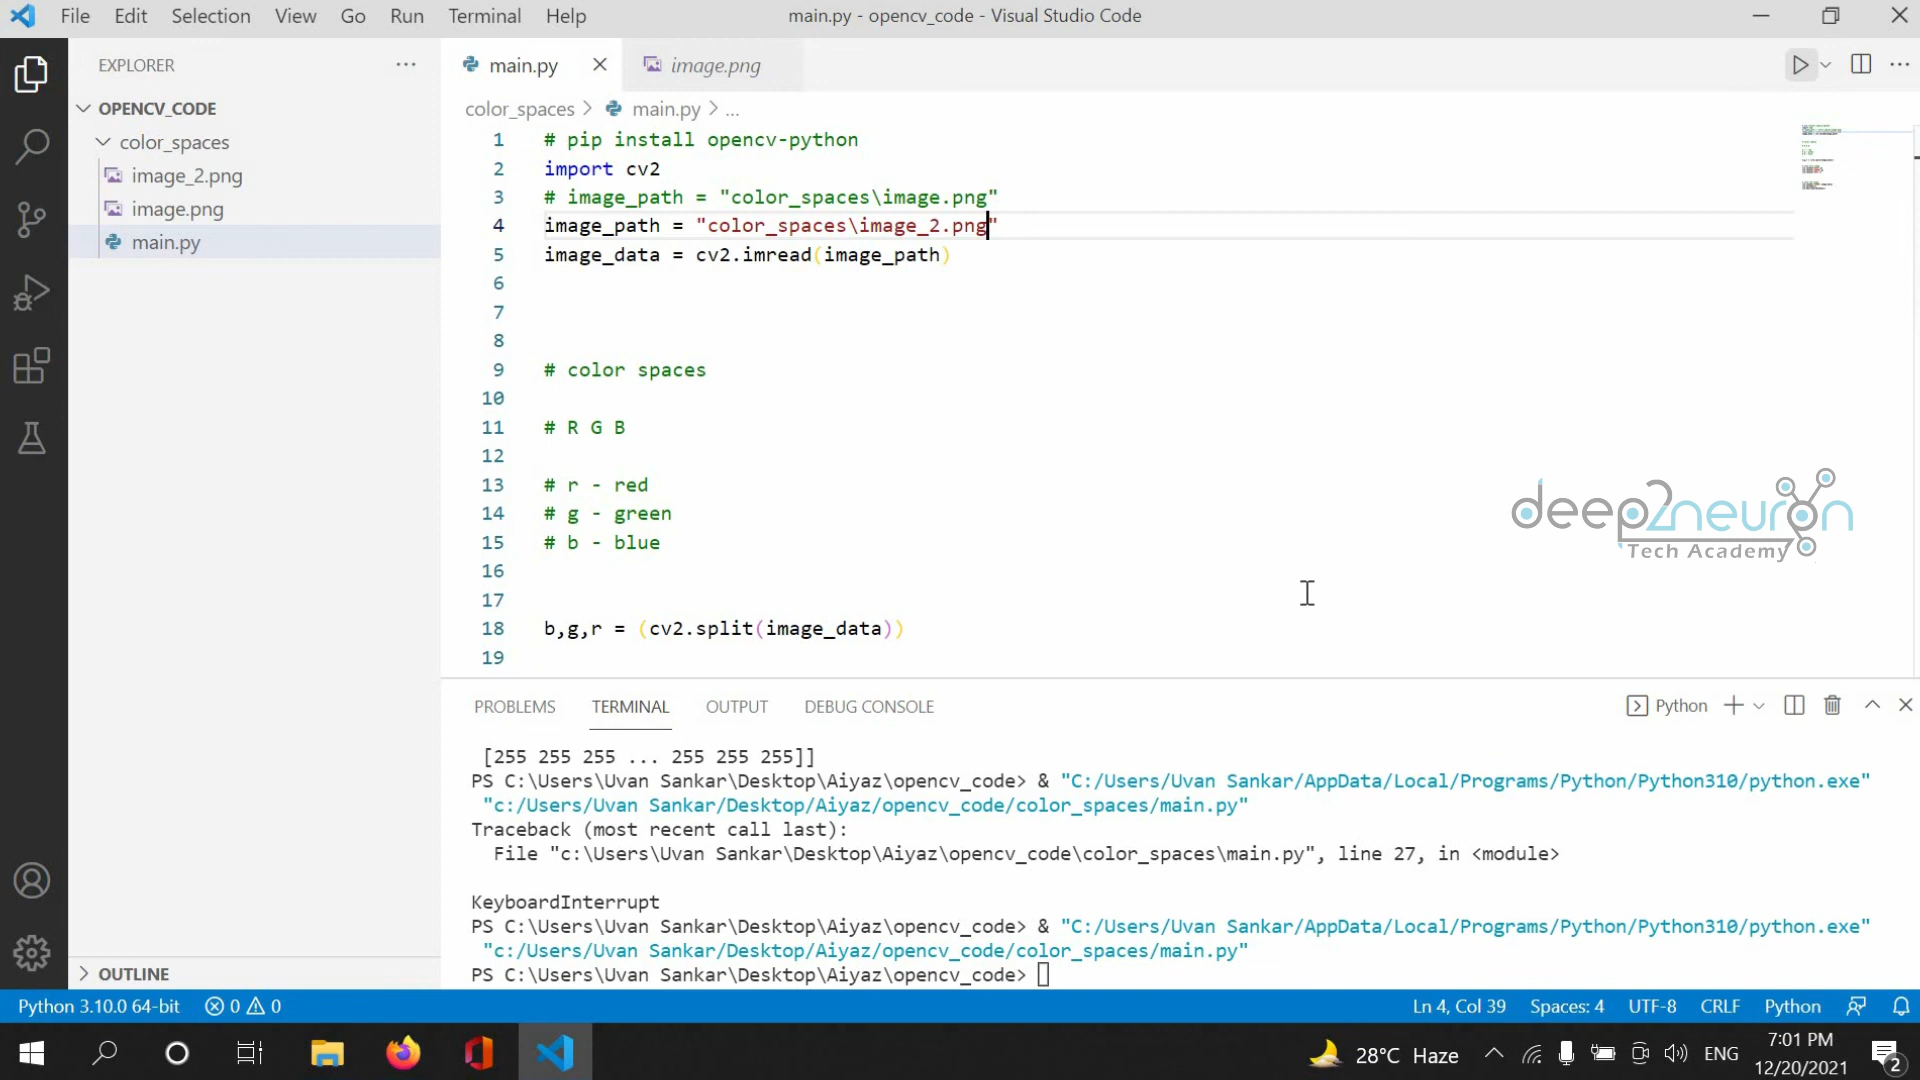 File Edit Selection View Go Run Terminal Help main.py - opencv_code - Visual Studio Code
EXPLORER
main.py
image.png
OPENCV_CODE
color_spaces > main.py > ...
color_spaces
image_2.png
image.png
main.py
1 # pip install opencv-python
2 import cv2
3 # image_path = "color_spaces\image.png"
4 image_path = "color_spaces\image_2.png"
5 image_data = cv2.imread(image_path)
6
7
8
9 # color spaces
10
11 # R G B
12
13 # r - red
14 # g - green
15 # b - blue
16
17
18 b,g,r = (cv2.split(image_data))
19
deep2neuron
Tech Academy
PROBLEMS TERMINAL OUTPUT DEBUG CONSOLE Python
[255 255 255 ... 255 255 255]]
PS C:\Users\Uvan Sankar\Desktop\Aiyaz\opencv_code> & "C:/Users/Uvan Sankar/AppData/Local/Programs/Python/Python310/python.exe"
"c:/Users/Uvan Sankar/Desktop/Aiyaz/opencv_code/color_spaces/main.py"
Traceback (most recent call last):
File "c:\Users\Uvan Sankar\Desktop\Aiyaz\opencv_code\color_spaces\main.py", line 27, in <module>
KeyboardInterrupt
PS C:\Users\Uvan Sankar\Desktop\Aiyaz\opencv_code> & "C:/Users/Uvan Sankar/AppData/Local/Programs/Python/Python310/python.exe"
"c:/Users/Uvan Sankar/Desktop/Aiyaz/opencv_code/color_spaces/main.py"
PS C:\Users\Uvan Sankar\Desktop\Aiyaz\opencv_code>
OUTLINE
Python 3.10.0 64-bit 0 0 Ln 4, Col 39 Spaces: 4 UTF-8 CRLF Python
28°C Haze ENG 7:01 PM
12/20/2021
2